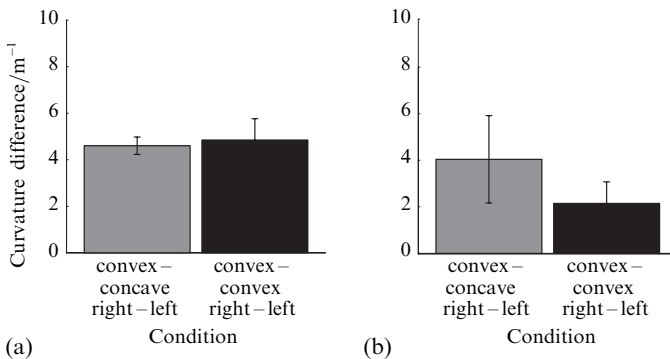 Curvature difference/m⁻¹
10
8
6
4
2
0
convex–
concave
right–left
convex–
convex
right–left
Condition
(a)
10
8
6
4
2
0
convex–
concave
right–left
convex–
convex
right–left
Condition
(b)